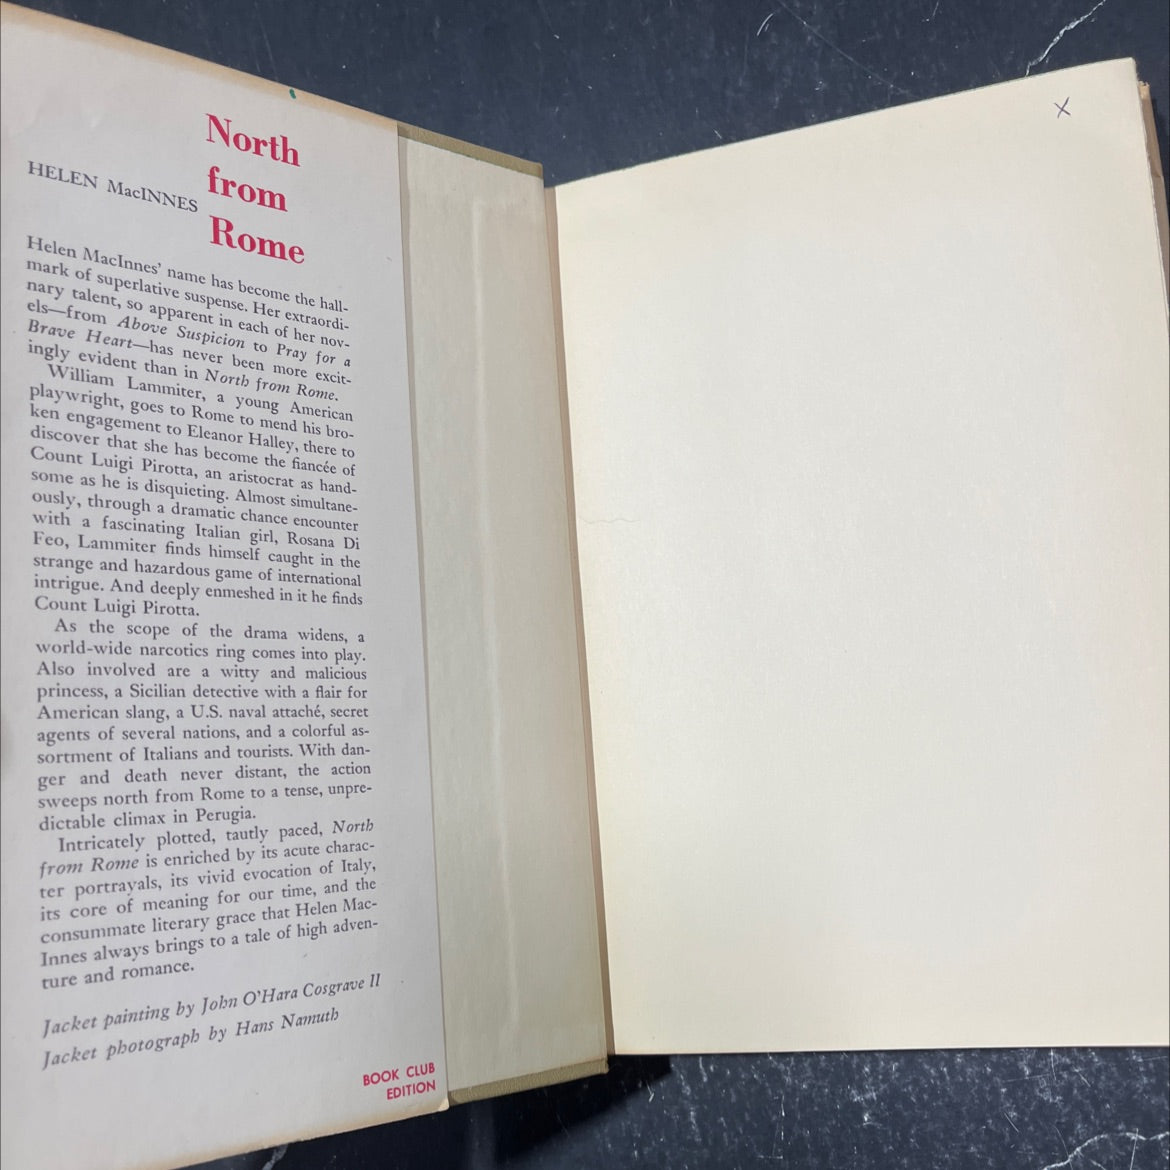 North
from
Rome
HELEN MacINNES
Helen MacInnes' name has become the hall-
mark of superlative suspense. Her extraordi-
nary talent, so apparent in each of her nov-
els—from Above Suspicion to Pray for a
Brave Heart—has never been more excit-
ingly evident than in North from Rome.
William Lammiter, a young American
playwright, goes to Rome to mend his bro-
ken engagement to Eleanor Halley, there to
discover that she has become the fiancée of
Count Luigi Pirotta, an aristocrat as hand-
some as he is disquieting. Almost simultane-
ously, through a dramatic chance encounter
with a fascinating Italian girl, Rosana Di
Feo, Lammiter finds himself caught in the
strange and hazardous game of international
intrigue. And deeply enmeshed in it he finds
Count Luigi Pirotta.
As the scope of the drama widens, a
world-wide narcotics ring comes into play.
Also involved are a witty and malicious
princess, a Sicilian detective with a flair for
American slang, a U.S. naval attaché, secret
agents of several nations, and a colorful as-
sortment of Italians and tourists. With dan-
ger and death never distant, the action
sweeps north from Rome to a tense, unpre-
dictable climax in Perugia.
Intricately plotted, tautly paced, North
from Rome is enriched by its acute charac-
ter portrayals, its vivid evocation of Italy,
its core of meaning for our time, and the
consummate literary grace that Helen Mac-
Innes always brings to a tale of high adven-
ture and romance.
Jacket painting by John O'Hara Cosgrave II
Jacket photograph by Hans Namuth
BOOK CLUB
EDITION
X